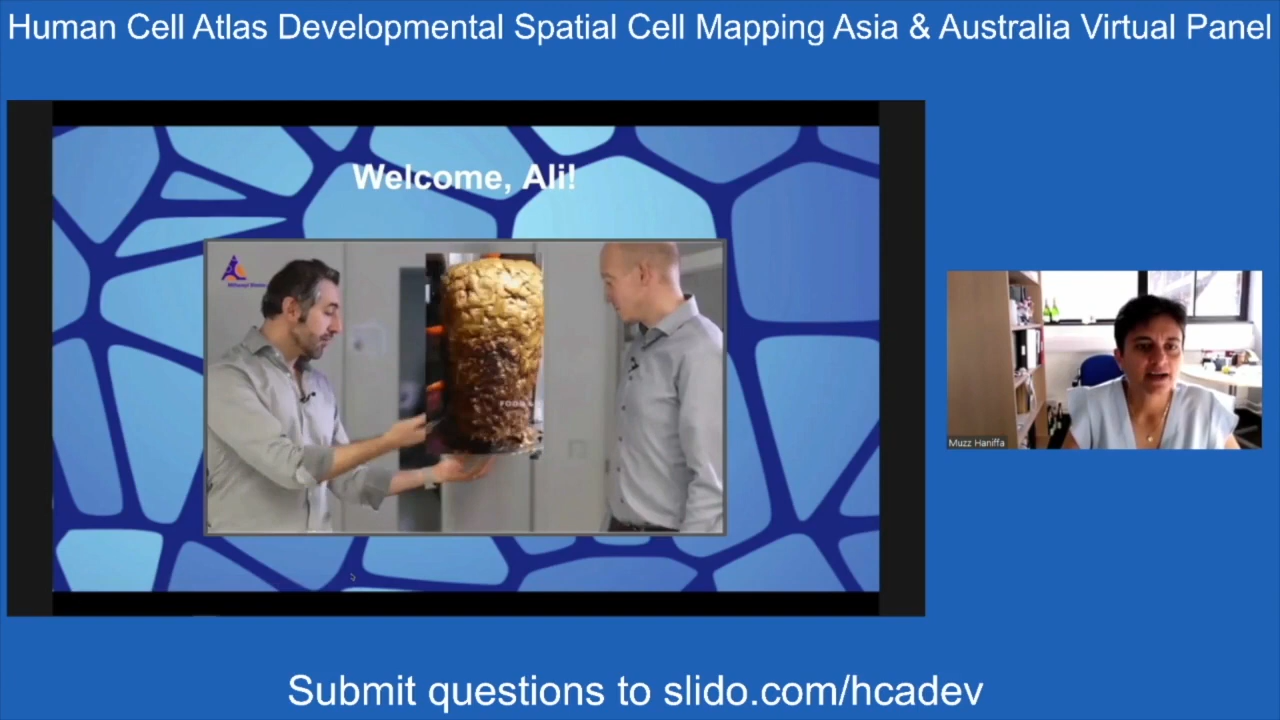 Human Cell Atlas Developmental Spatial Cell Mapping Asia & Australia Virtual Panel
Welcome, Ali!
Muzz Haniffa
Submit questions to slido.com/hcadev